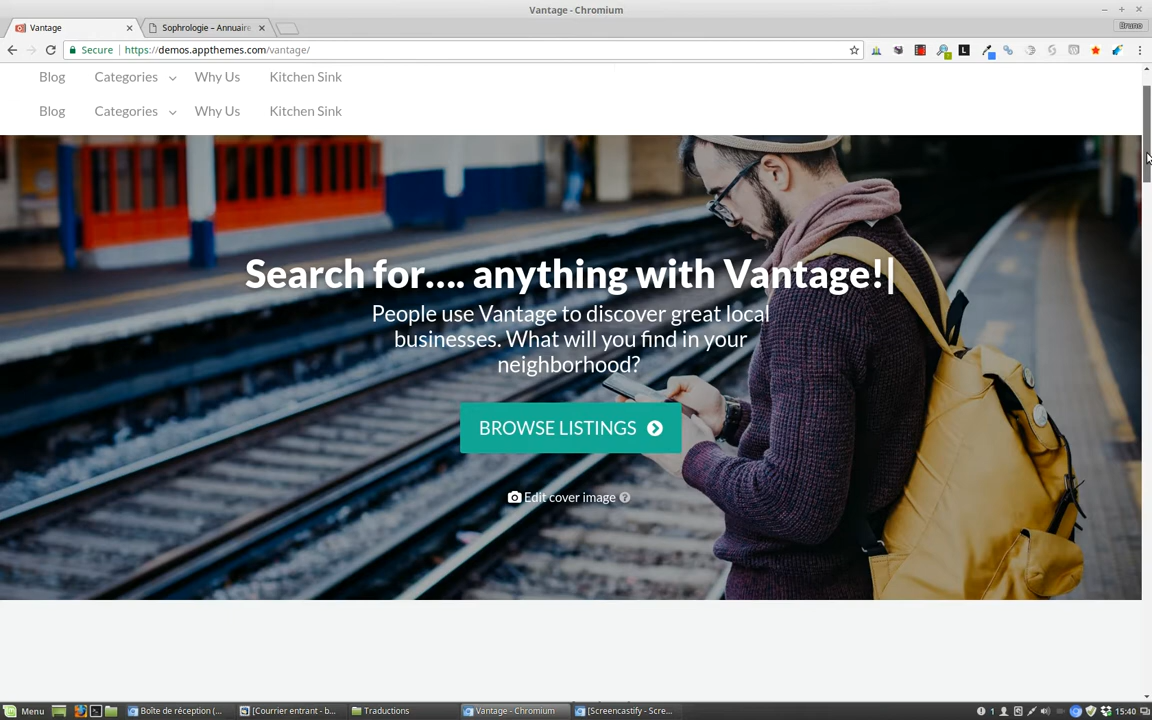 Vantage - Chromium
Vantage
Sophrologie – Annuaire
Bruno
Secure
https://demos.appthemes.com/vantage/
Blog Categories Why Us Kitchen Sink
Blog Categories Why Us Kitchen Sink
Search for.... anything with Vantage!|
People use Vantage to discover great local
businesses. What will you find in your
neighborhood?
BROWSE LISTINGS
Edit cover image ?
Menu
Boîte de réception (...
[Courrier entrant - b...
Traductions
Vantage - Chromium
[Screencastify - Scre...
1
15:40